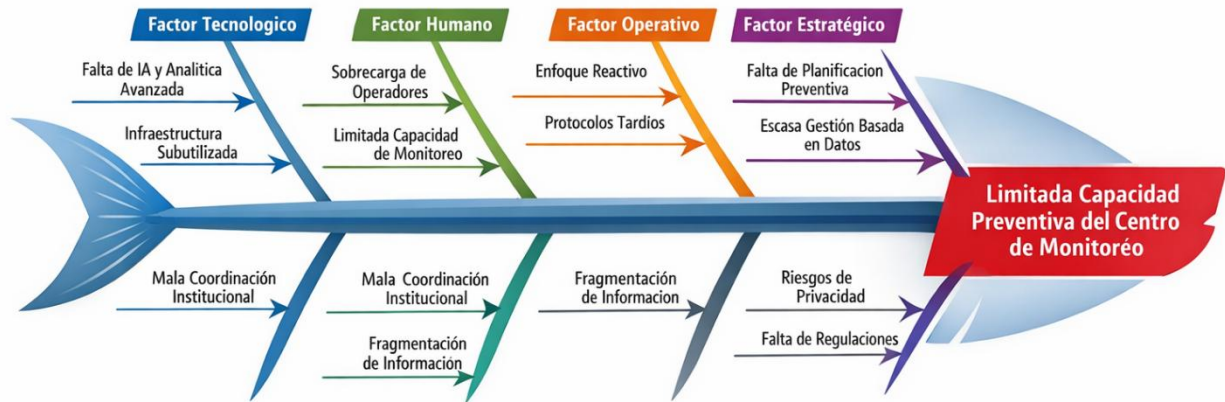 Factor Tecnologico
Factor Humano
Factor Operativo
Factor Estratégico
Falta de IA y Analitica
Avanzada
Infraestructura
Subutilizada
Sobrecarga de
Operadores
Limitada Capacidad
de Monitoreo
Enfoque Reactivo
Protocolos Tardíos
Falta de Planificacion
Preventiva
Escasa Gestión Basada
en Datos
Limitada Capacidad
Preventiva del Centro
de Monitoréo
Mala Coordinación
Institucional
Mala Coordinación
Institucional
Fragmentación
de Información
Fragmentación
de Informacion
Riesgos de
Privacidad
Falta de Regulaciones